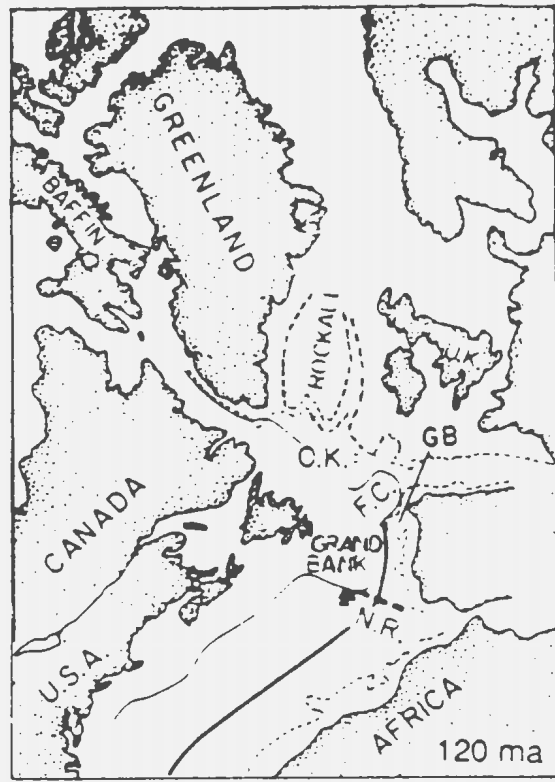 GREENLAND
BAFFIN
ROCKALL
U.K.
GB
C.K.
F.C.
CANADA
GRAND
BANK
N.R.
U.S.A.
AFRICA
120 ma